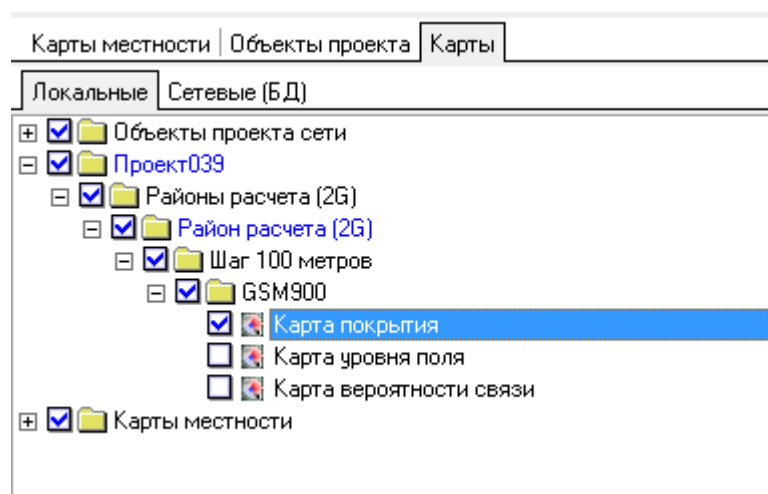 Карты местности Объекты проекта Карты
Локальные Сетевые (БД)
Объекты проекта сети
Проект039
Районы расчета (2G)
Район расчета (2G)
Шаг 100 метров
GSM900
Карта покрытия
Карта уровня поля
Карта вероятности связи
Карты местности